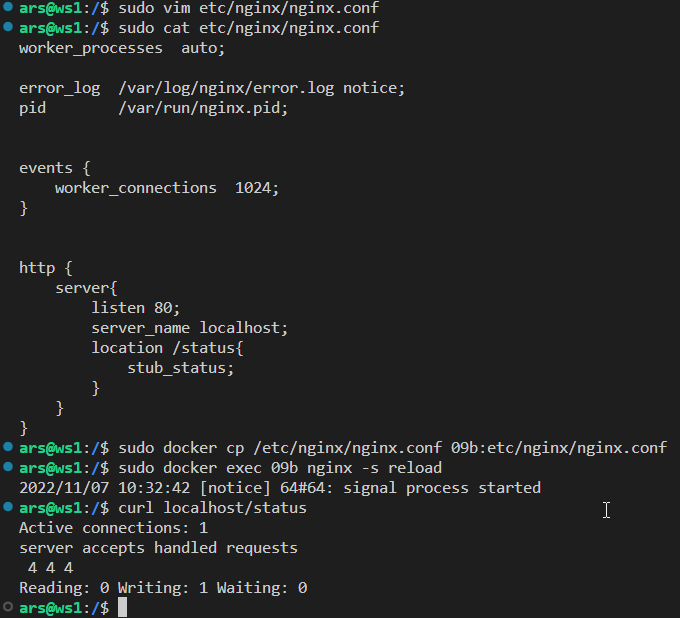 ars@ws1:/$ sudo vim etc/nginx/nginx.conf
ars@ws1:/$ sudo cat etc/nginx/nginx.conf
worker_processes  auto;

error_log  /var/log/nginx/error.log notice;
pid        /var/run/nginx.pid;


events {
    worker_connections  1024;
}


http {
    server{
        listen 80;
        server_name localhost;
        location /status{
            stub_status;
        }
    }
}
ars@ws1:/$ sudo docker cp /etc/nginx/nginx.conf 09b:etc/nginx/nginx.conf
ars@ws1:/$ sudo docker exec 09b nginx -s reload
2022/11/07 10:32:42 [notice] 64#64: signal process started
ars@ws1:/$ curl localhost/status
Active connections: 1
server accepts handled requests
 4 4 4
Reading: 0 Writing: 1 Waiting: 0
ars@ws1:/$